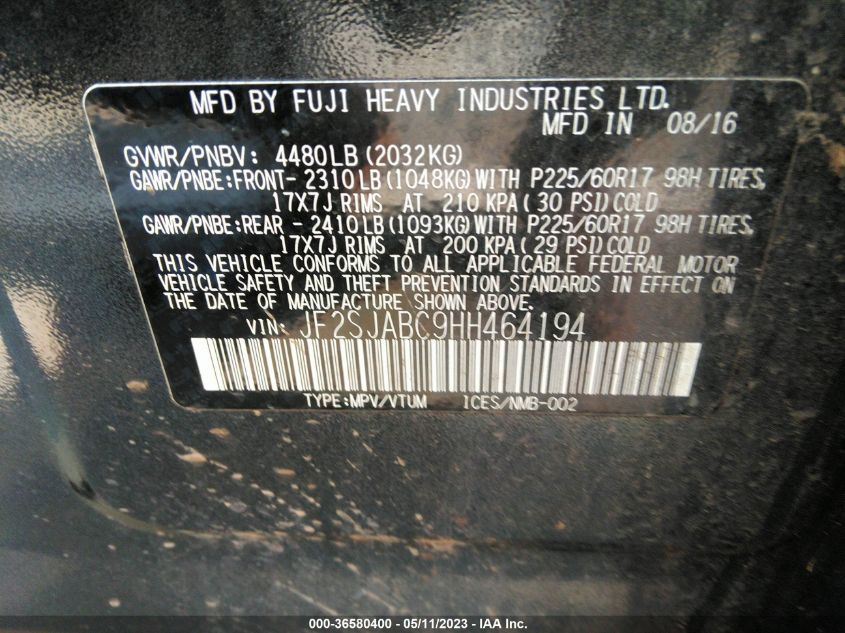 MFD BY FUJI HEAVY INDUSTRIES LTD.
MFD IN 08/16
GVWR/PNBV: 4480LB(2032KG)
GAWR/PNBE:FRONT- 2310LB(1048KG)WITH P225/60R17 98H TIRES,
17X7J RIMS AT 210 KPA(30 PSI)COLD
GAWR/PNBE:REAR - 2410LB(1093KG)WITH P225/60R17 98H TIRES,
17X7J RIMS AT 200 KPA(29 PSI)COLD
THIS VEHICLE CONFORMS TO ALL APPLICABLE FEDERAL MOTOR
VEHICLE SAFETY AND THEFT PREVENTION STANDARDS IN EFFECT ON
THE DATE OF MANUFACTURE SHOWN ABOVE.
VIN: JF2SJABC9HH464194
TYPE:MPV/VTUM ICES/NMB-002
000-36580400 - 05/11/2023 - IAA Inc.